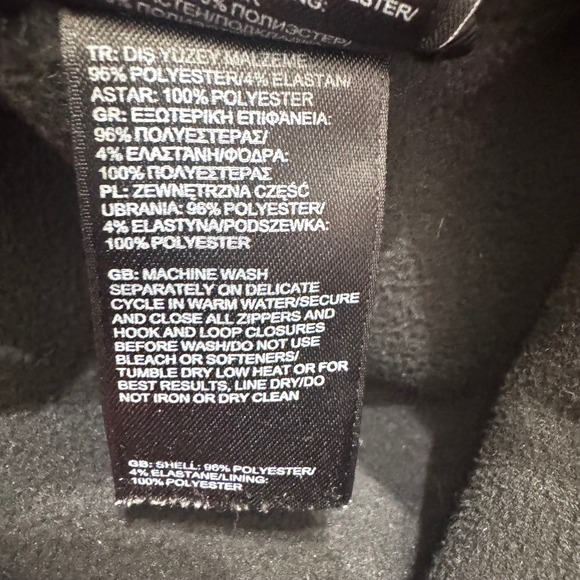 LINING:
POLYESTER/
ПОЛИЭСТЕР/
TR: DIŞ YÜZEY MALZEME
96% POLYESTER/4% ELASTAN/
ASTAR: 100% POLYESTER
GR: ΕΞΩΤΕΡΙΚΗ ΕΠΙΦΑΝΕΙΑ:
96% ΠΟΛΥΕΣΤΕΡΑΣ/
4% ΕΛΑΣΤΑΝΗ/ΦΟΔΡΑ:
100% ΠΟΛΥΕΣΤΕΡΑΣ
PL: ZEWNĘTRZNA CZĘŚĆ
UBRANIA: 96% POLYESTER/
4% ELASTYNA/PODSZEWKA:
100% POLYESTER
GB: MACHINE WASH
SEPARATELY ON DELICATE
CYCLE IN WARM WATER/SECURE
AND CLOSE ALL ZIPPERS AND
HOOK AND LOOP CLOSURES
BEFORE WASH/DO NOT USE
BLEACH OR SOFTENERS/
TUMBLE DRY LOW HEAT OR FOR
BEST RESULTS, LINE DRY/DO
NOT IRON OR DRY CLEAN
GB: SHELL: 96% POLYESTER/
4% ELASTANE/LINING:
100% POLYESTER